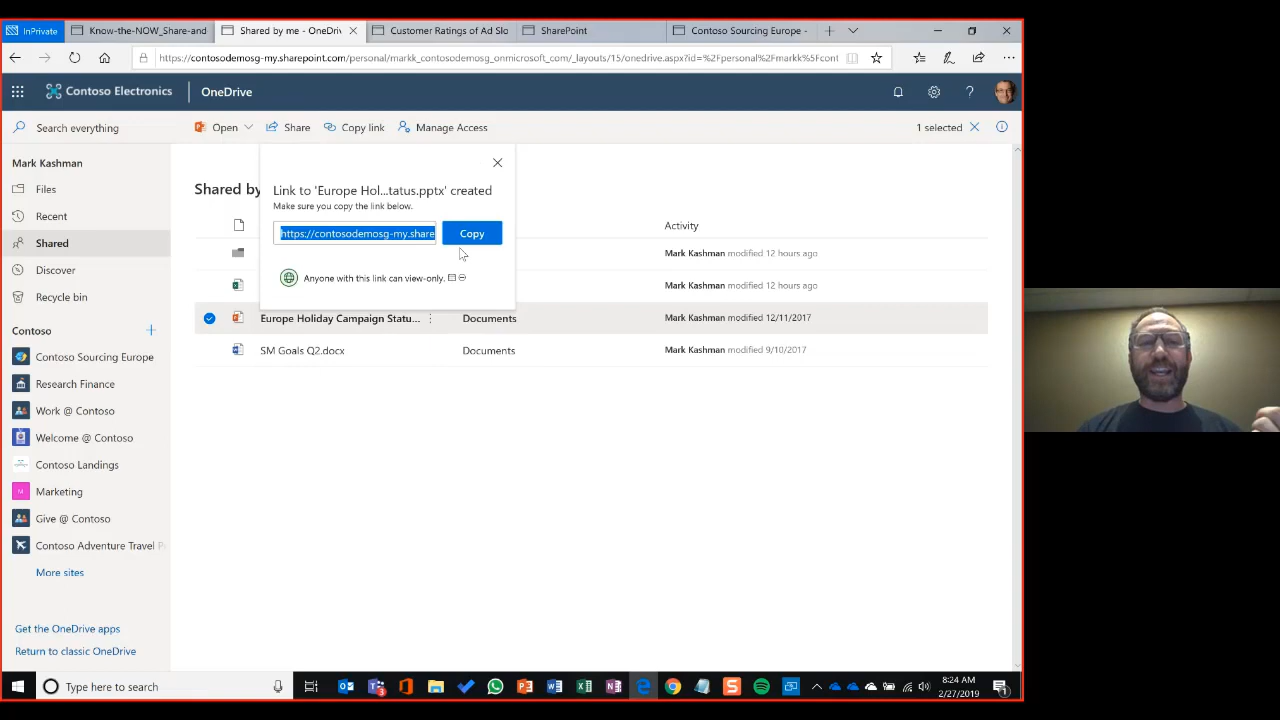 InPrivate
Know-the-NOW_Share-and
Shared by me - OneDriv
Customer Ratings of Ad Slo
SharePoint
Contoso Sourcing Europe -
https://contosodemosg-my.sharepoint.com/personal/markk_contosodemosg_onmicrosoft_com/_layouts/15/onedrive.aspx?id=%2Fpersonal%2Fmarkk%5Fcont
Contoso Electronics
OneDrive
Search everything
Open
Share
Copy link
Manage Access
1 selected
Mark Kashman
Files
Recent
Shared
Discover
Recycle bin
Contoso
Contoso Sourcing Europe
Research Finance
Work @ Contoso
Welcome @ Contoso
Contoso Landings
Marketing
Give @ Contoso
Contoso Adventure Travel P
More sites
Get the OneDrive apps
Return to classic OneDrive
Shared by
Link to 'Europe Hol...tatus.pptx' created
Make sure you copy the link below.
https://contosodemosg-my.share
Copy
Anyone with this link can view-only.
Activity
Mark Kashman modified 12 hours ago
Mark Kashman modified 12 hours ago
Europe Holiday Campaign Statu... Documents Mark Kashman modified 12/11/2017
SM Goals Q2.docx Documents Mark Kashman modified 9/10/2017
Type here to search
8:24 AM
2/27/2019